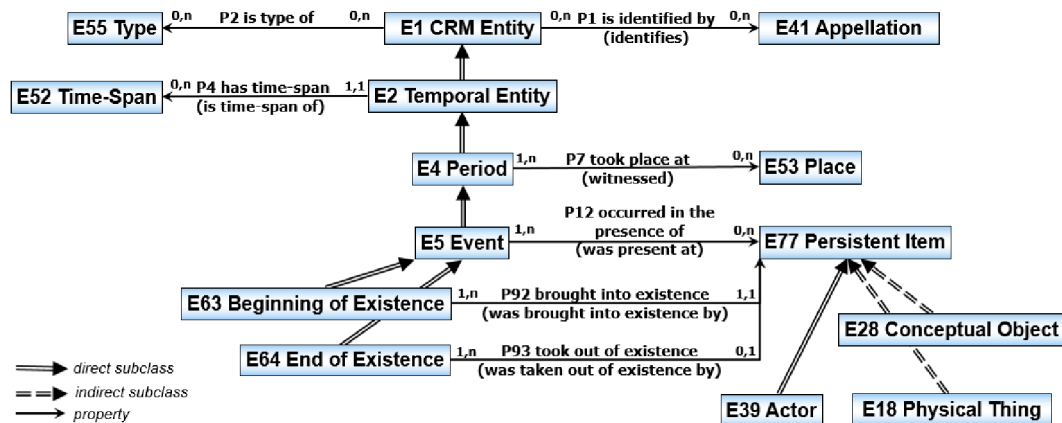 E55 Type
0,n P2 is type of 0,n
E1 CRM Entity
0,n P1 is identified by 0,n
(identifies)
E41 Appellation
E52 Time-Span
0,n P4 has time-span 1,1
(is time-span of)
E2 Temporal Entity
E4 Period
1,n P7 took place at 0,n
(witnessed)
E53 Place
E5 Event
1,n P12 occurred in the
presence of 0,n
(was present at)
E77 Persistent Item
E63 Beginning of Existence
1,n P92 brought into existence 1,1
(was brought into existence by)
E28 Conceptual Object
E64 End of Existence
1,n P93 took out of existence 0,1
(was taken out of existence by)
direct subclass
indirect subclass
property
E39 Actor
E18 Physical Thing